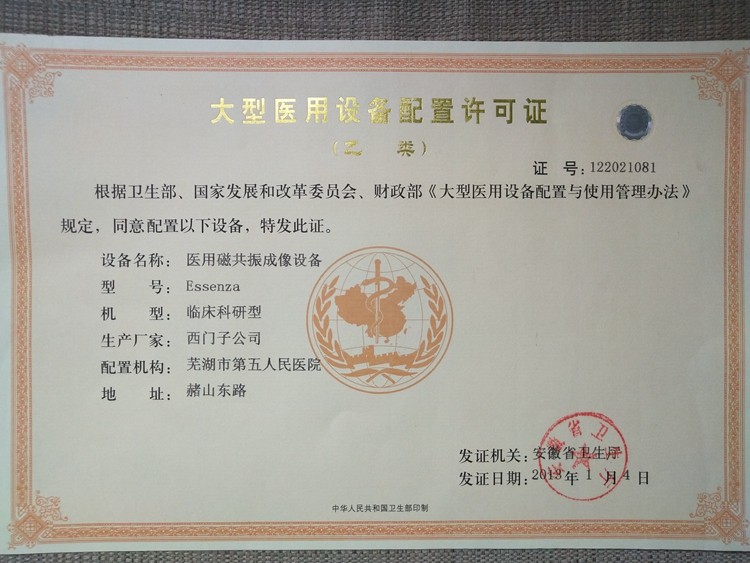 大型医用设备配置许可证
（乙 类）
证 号：122021081
根据卫生部、国家发展和改革委员会、财政部《大型医用设备配置与使用管理办法》
规定，同意配置以下设备，特发此证。
设备名称：医用磁共振成像设备
型 号：Essenza
机 型：临床科研型
生产厂家：西门子公司
配置机构：芜湖市第五人民医院
地 址：赭山东路
发证机关：安徽省卫生厅
发证日期：2013年 1 月 4 日
安徽省卫生厅
中华人民共和国卫生部印制